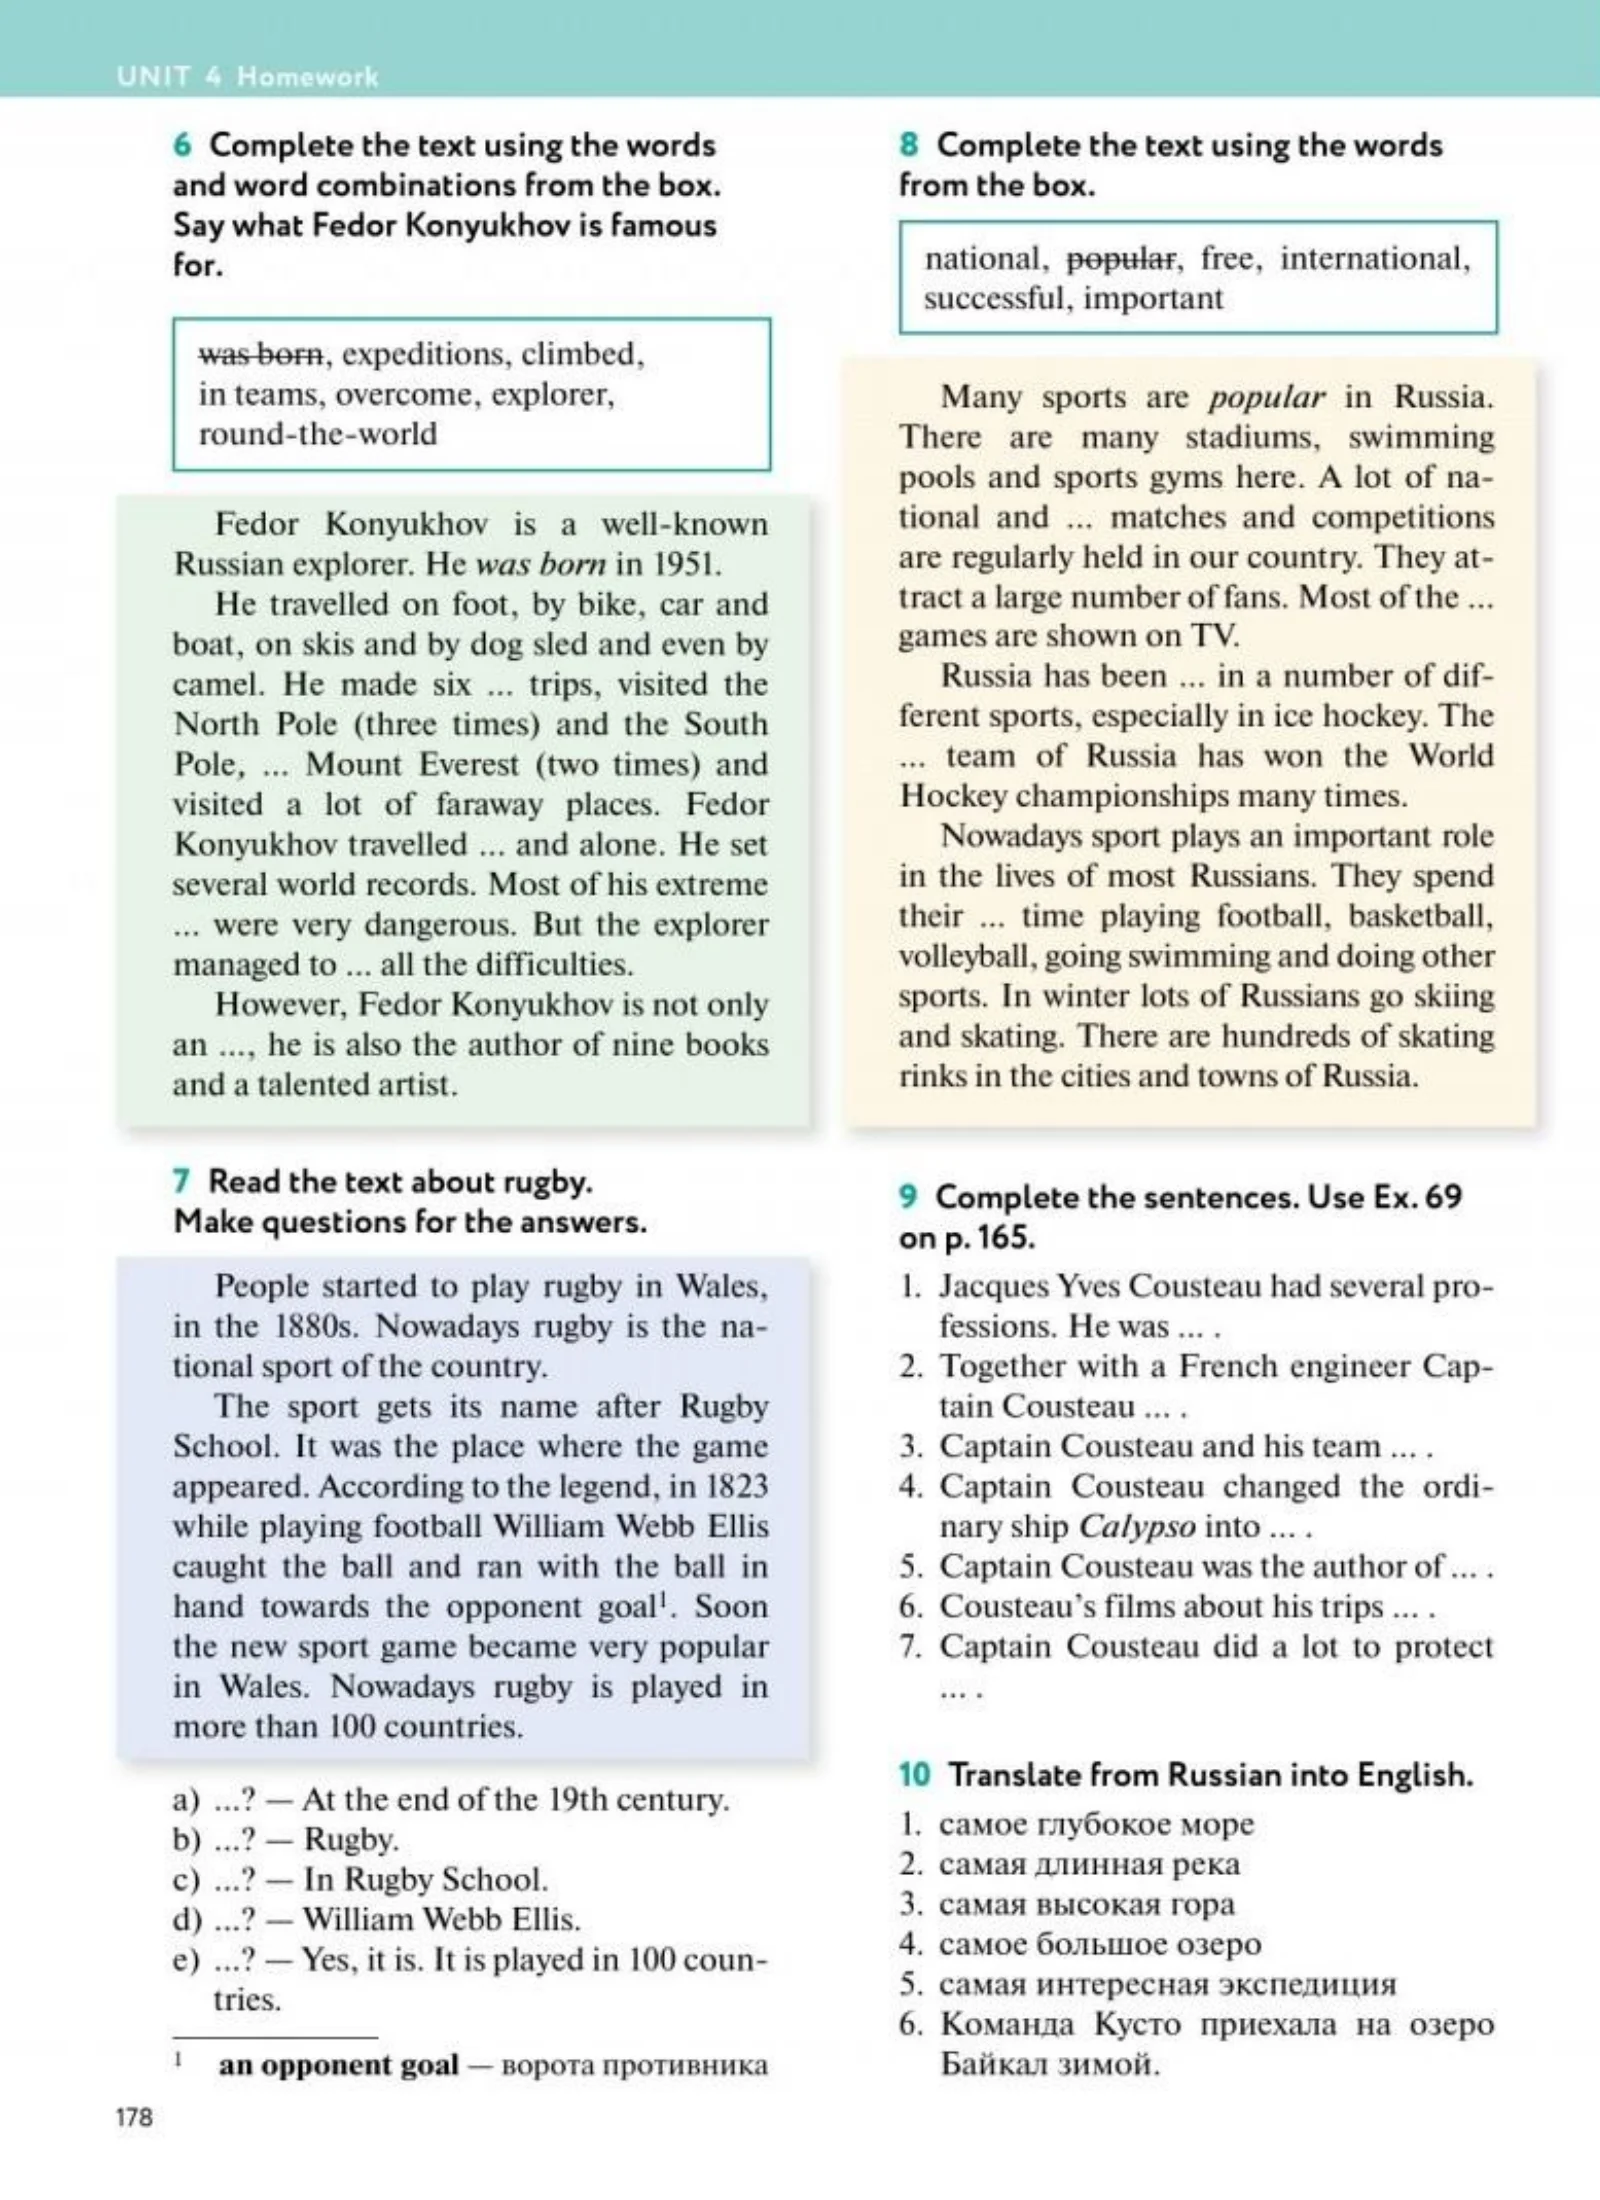 UNIT 4 Homework
6 Complete the text using the words
and word combinations from the box.
Say what Fedor Konyukhov is famous
for.
was born, expeditions, climbed,
in teams, overcome, explorer,
round-the-world
Fedor Konyukhov is a well-known
Russian explorer. He was born in 1951.
He travelled on foot, by bike, car and
boat, on skis and by dog sled and even by
camel. He made six ... trips, visited the
North Pole (three times) and the South
Pole, ... Mount Everest (two times) and
visited a lot of faraway places. Fedor
Konyukhov travelled ... and alone. He set
several world records. Most of his extreme
... were very dangerous. But the explorer
managed to ... all the difficulties.
However, Fedor Konyukhov is not only
an ..., he is also the author of nine books
and a talented artist.
7 Read the text about rugby.
Make questions for the answers.
People started to play rugby in Wales,
in the 1880s. Nowadays rugby is the na-
tional sport of the country.
The sport gets its name after Rugby
School. It was the place where the game
appeared. According to the legend, in 1823
while playing football William Webb Ellis
caught the ball and ran with the ball in
hand towards the opponent goal¹. Soon
the new sport game became very popular
in Wales. Nowadays rugby is played in
more than 100 countries.
a) ...? — At the end of the 19th century.
b) ...? — Rugby.
c) ...? — In Rugby School.
d) ...? — William Webb Ellis.
e) ...? — Yes, it is. It is played in 100 coun-
tries.
¹ an opponent goal — ворота противника
178
8 Complete the text using the words
from the box.
national, popular, free, international,
successful, important
Many sports are popular in Russia.
There are many stadiums, swimming
pools and sports gyms here. A lot of na-
tional and ... matches and competitions
are regularly held in our country. They at-
tract a large number of fans. Most of the ...
games are shown on TV.
Russia has been ... in a number of dif-
ferent sports, especially in ice hockey. The
... team of Russia has won the World
Hockey championships many times.
Nowadays sport plays an important role
in the lives of most Russians. They spend
their ... time playing football, basketball,
volleyball, going swimming and doing other
sports. In winter lots of Russians go skiing
and skating. There are hundreds of skating
rinks in the cities and towns of Russia.
9 Complete the sentences. Use Ex. 69
on p. 165.
1. Jacques Yves Cousteau had several pro-
fessions. He was ... .
2. Together with a French engineer Cap-
tain Cousteau ... .
3. Captain Cousteau and his team ... .
4. Captain Cousteau changed the ordi-
nary ship Calypso into ... .
5. Captain Cousteau was the author of ... .
6. Cousteau's films about his trips ... .
7. Captain Cousteau did a lot to protect
... .
10 Translate from Russian into English.
1. самое глубокое море
2. самая длинная река
3. самая высокая гора
4. самое большое озеро
5. самая интересная экспедиция
6. Команда Кусто приехала на озеро
Байкал зимой.